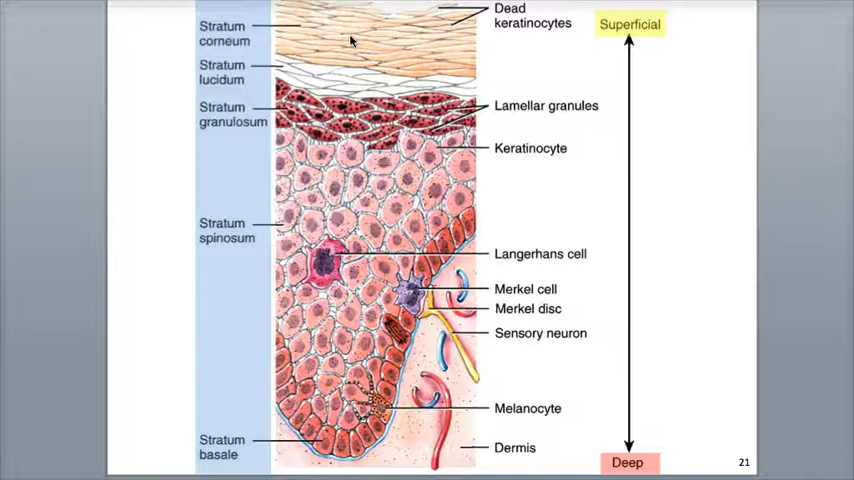 Stratum
corneum
Stratum
lucidum
Stratum
granulosum
Stratum
spinosum
Stratum
basale
Dead
keratinocytes
Lamellar granules
Keratinocyte
Langerhans cell
Merkel cell
Merkel disc
Sensory neuron
Melanocyte
Dermis
Superficial
Deep
21